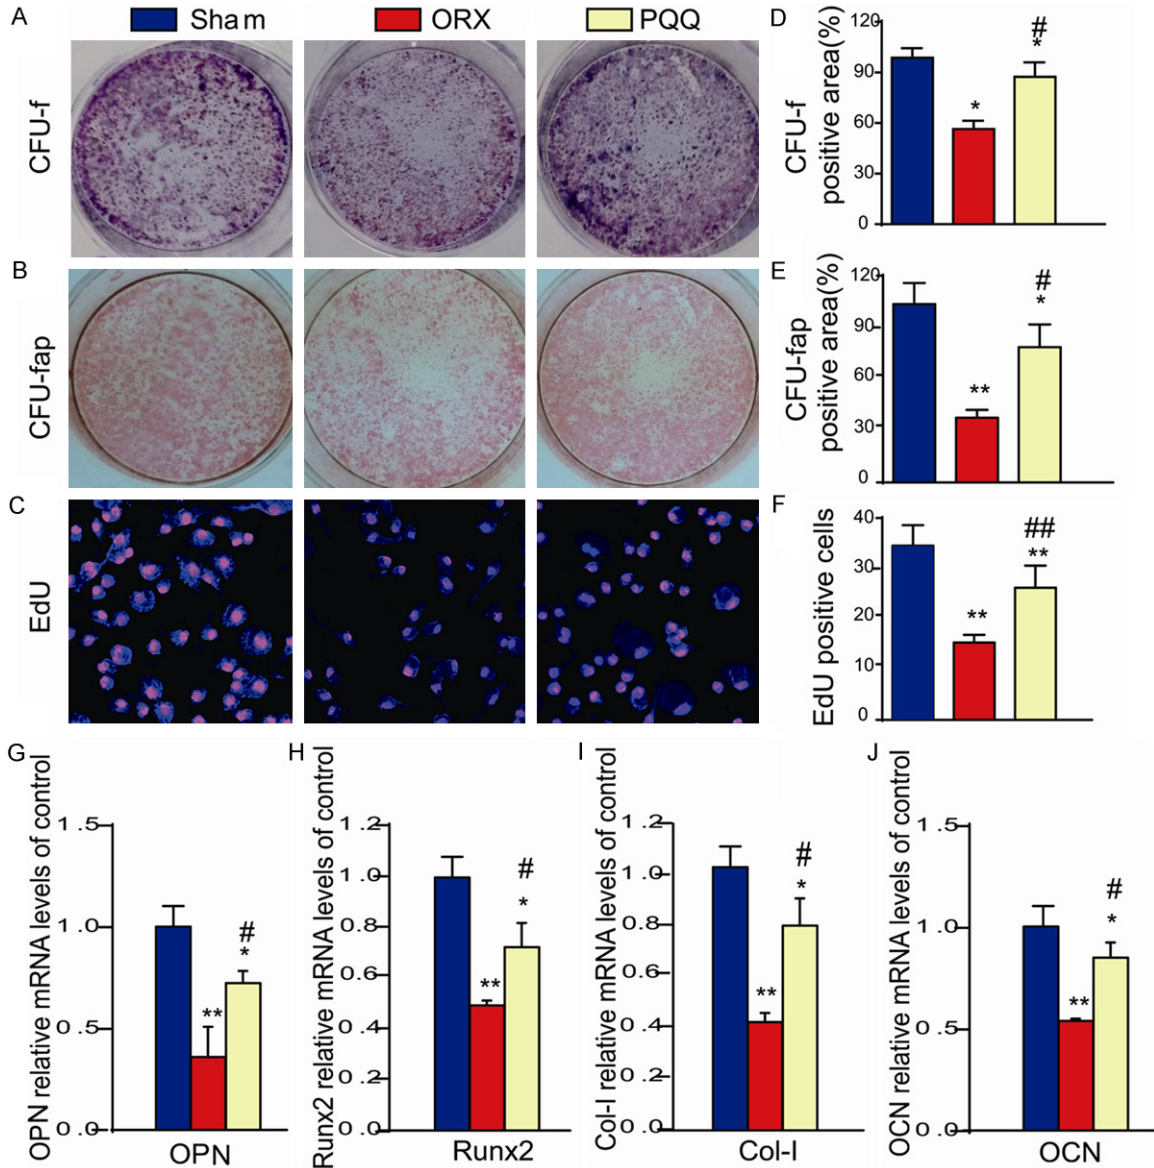 A
Sham
ORX
PQQ
CFU-f
B
CFU-fap
C
EdU
D
CFU-f
positive area(%)
120
90
60
30
0
*
#
*
E
CFU-fap
positive area(%)
120
90
60
30
0
**
#
*
F
EdU positive cells
40
30
20
10
0
**
##
**
G
OPN relative mRNA levels of control
1.5
1.0
0.5
0.0
**
#
*
OPN
H
Runx2 relative mRNA levels of control
1.2
1.0
0.8
0.6
0.4
0.2
0.0
**
#
*
Runx2
I
Col-I relative mRNA levels of control
1.2
1.0
0.8
0.6
0.4
0.2
0.0
**
#
*
Col-I
J
OCN relative mRNA levels of control
1.5
1.0
0.5
0.0
**
#
*
OCN